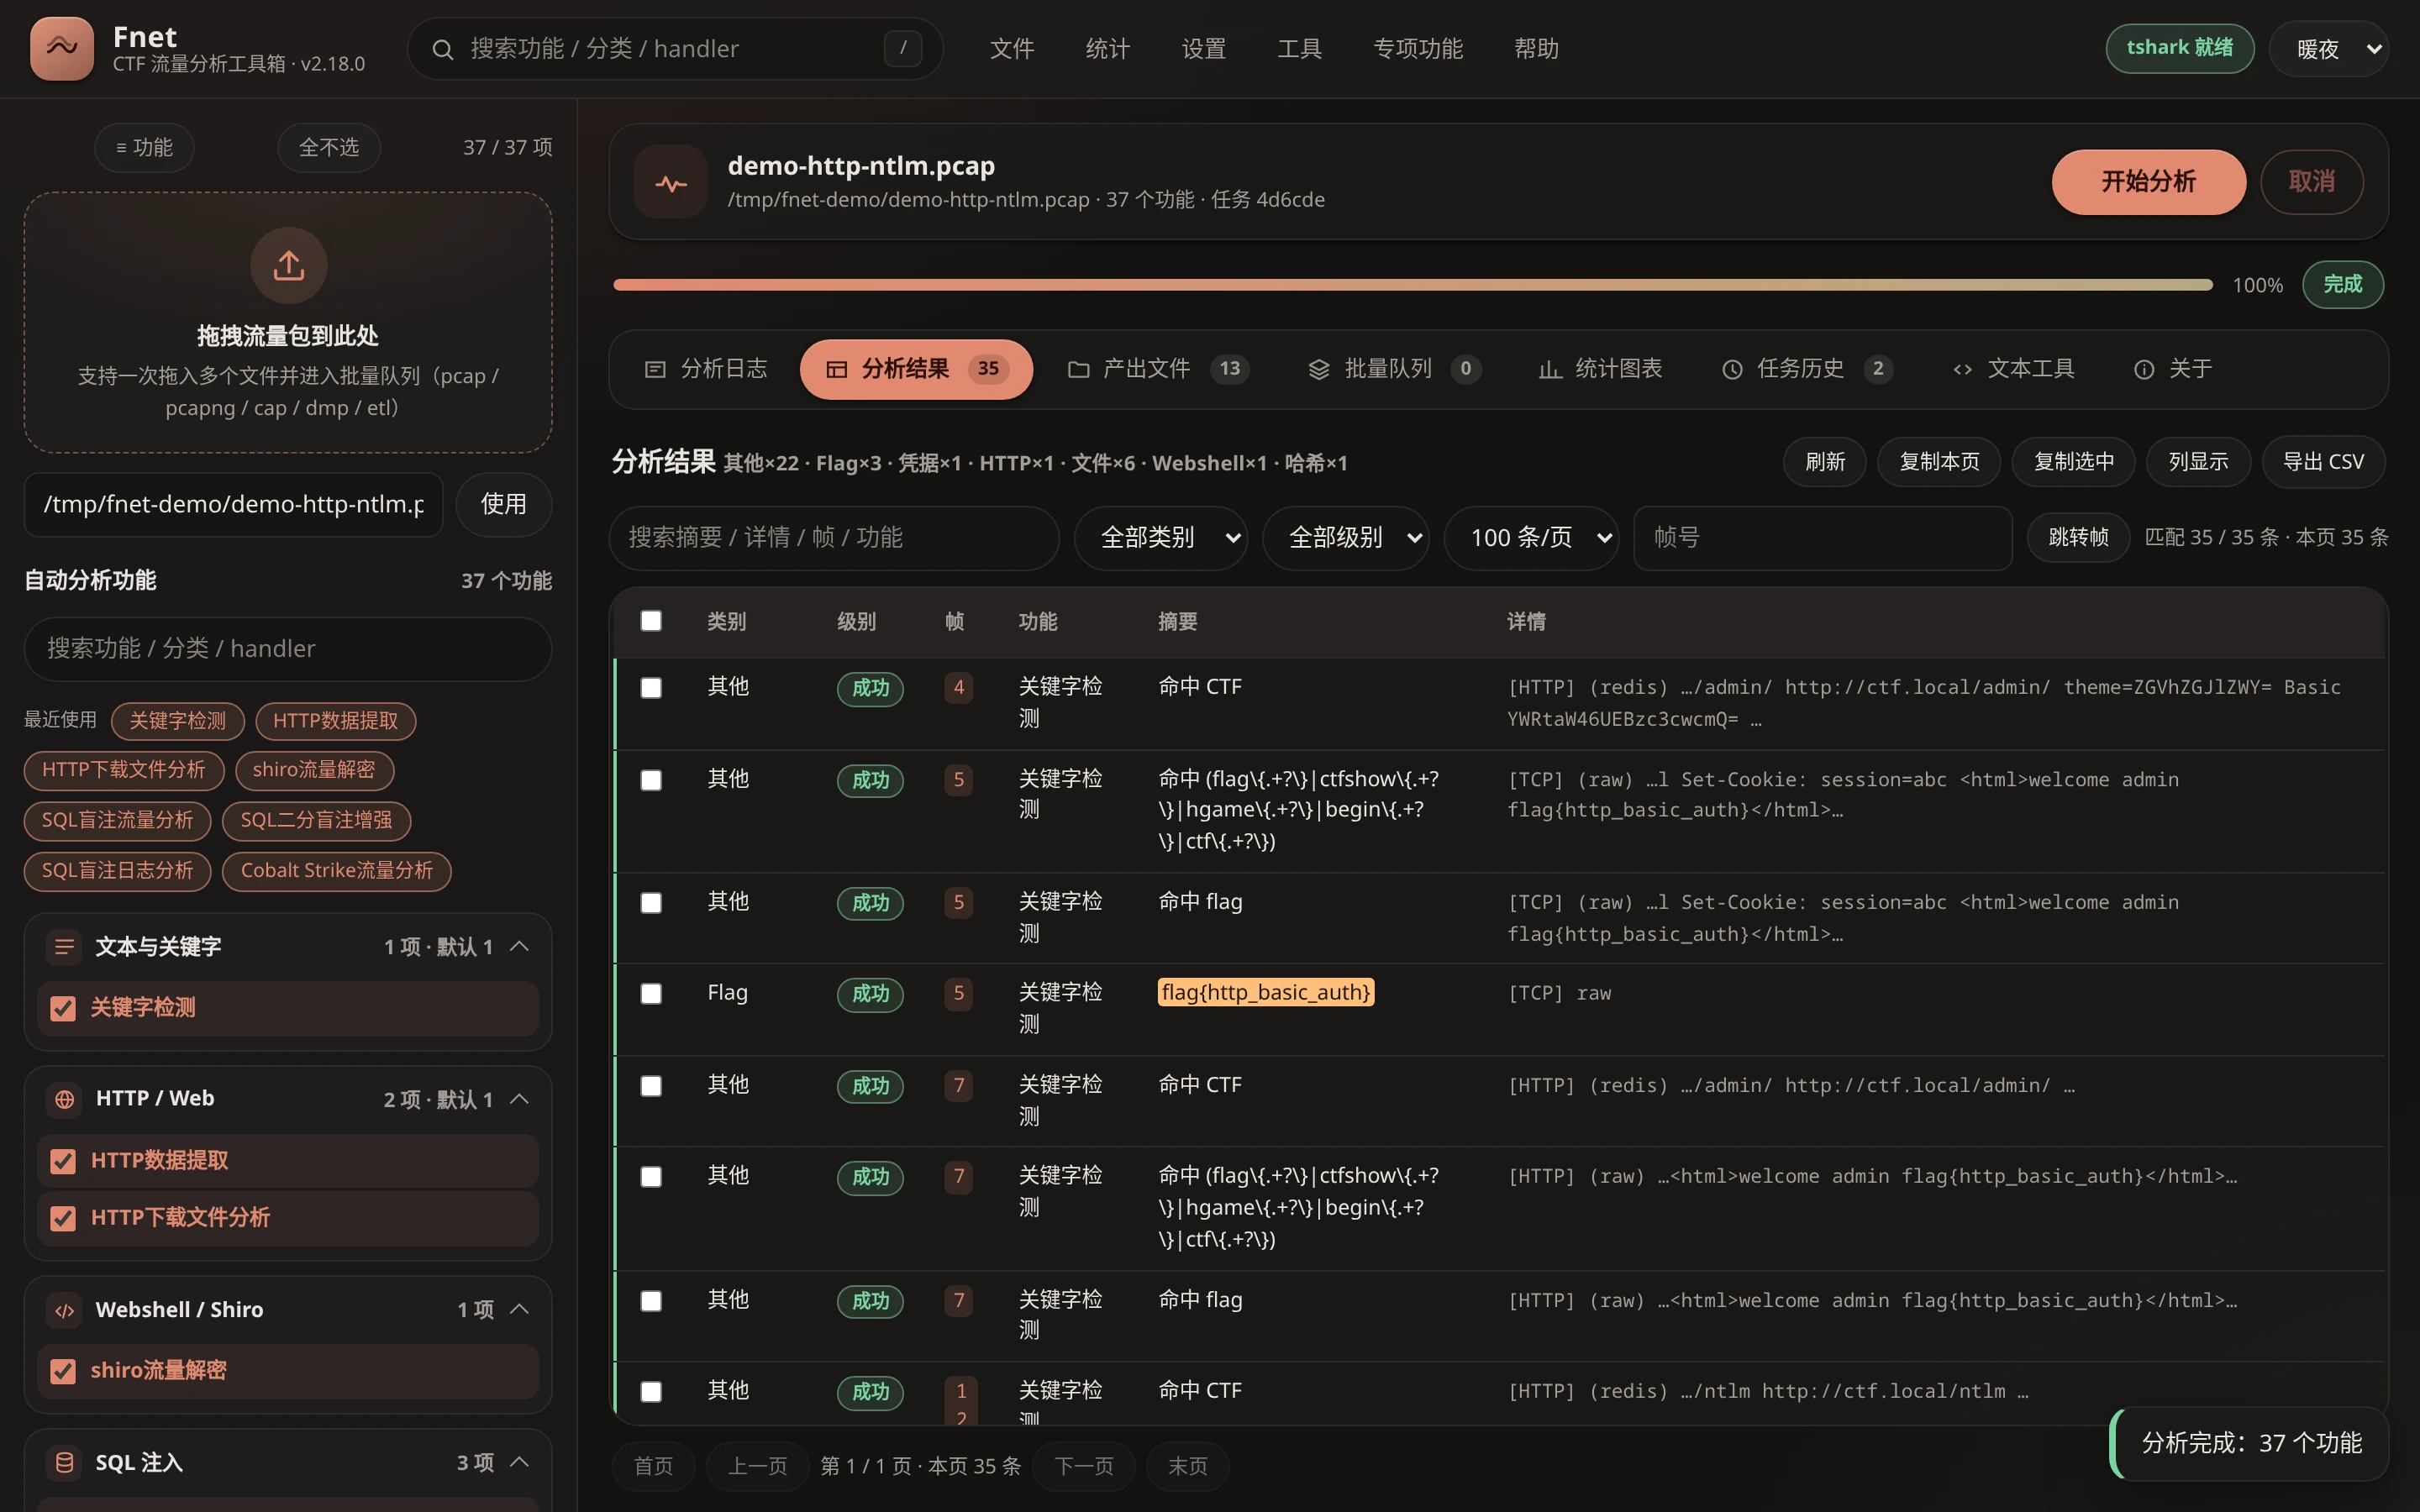 Fnet
CTF 流量分析工具箱 · v2.18.0
搜索功能 / 分类 / handler
/
文件
统计
设置
工具
专项功能
帮助
tshark 就绪
暖夜
≡ 功能
全不选
37 / 37 项
拖拽流量包到此处
支持一次拖入多个文件并进入批量队列（pcap /
pcapng / cap / dmp / etl）
/tmp/fnet-demo/demo-http-ntlm.p
使用
自动分析功能
37 个功能
搜索功能 / 分类 / handler
最近使用
关键字检测
HTTP数据提取
HTTP下载文件分析
shiro流量解密
SQL盲注流量分析
SQL二分盲注增强
SQL盲注日志分析
Cobalt Strike流量分析
文本与关键字
1 项 · 默认 1
关键字检测
HTTP / Web
2 项 · 默认 1
HTTP数据提取
HTTP下载文件分析
Webshell / Shiro
1 项
shiro流量解密
SQL 注入
3 项
demo-http-ntlm.pcap
/tmp/fnet-demo/demo-http-ntlm.pcap · 37 个功能 · 任务 4d6cde
开始分析
取消
100%
完成
分析日志
分析结果 35
产出文件 13
批量队列 0
统计图表
任务历史 2
文本工具
关于
分析结果 其他×22 · Flag×3 · 凭据×1 · HTTP×1 · 文件×6 · Webshell×1 · 哈希×1
刷新
复制本页
复制选中
列显示
导出 CSV
搜索摘要 / 详情 / 帧 / 功能
全部类别
全部级别
100 条/页
帧号
跳转帧
匹配 35 / 35 条 · 本页 35 条
类别 级别 帧 功能 摘要 详情
其他 成功 4 关键字检 命中 CTF [HTTP] (redis) …/admin/ http://ctf.local/admin/ theme=ZGVhZGJlZWY= Basic
测 YWRtaW46UEBzc3cwcmQ= …
其他 成功 5 关键字检 命中 (flag\{.+?\}|ctfshow\{.+? [TCP] (raw) …l Set-Cookie: session=abc <html>welcome admin
测 \}|hgame\{.+?\}|begin\{.+? flag{http_basic_auth}</html>…
\}|ctf\{.+?\})
其他 成功 5 关键字检 命中 flag [TCP] (raw) …l Set-Cookie: session=abc <html>welcome admin
测 flag{http_basic_auth}</html>…
Flag 成功 5 关键字检 flag{http_basic_auth} [TCP] raw
测
其他 成功 7 关键字检 命中 CTF [HTTP] (redis) …/admin/ http://ctf.local/admin/ …
测
其他 成功 7 关键字检 命中 (flag\{.+?\}|ctfshow\{.+? [HTTP] (raw) …<html>welcome admin flag{http_basic_auth}</html>…
测 \}|hgame\{.+?\}|begin\{.+?
\}|ctf\{.+?\})
其他 成功 7 关键字检 命中 flag [HTTP] (raw) …<html>welcome admin flag{http_basic_auth}</html>…
测
其他 成功 1 关键字检 命中 CTF [HTTP] (redis) …/ntlm http://ctf.local/ntlm …
2 测
首页
上一页
第 1 / 1 页 · 本页 35 条
下一页
末页
分析完成：37 个功能